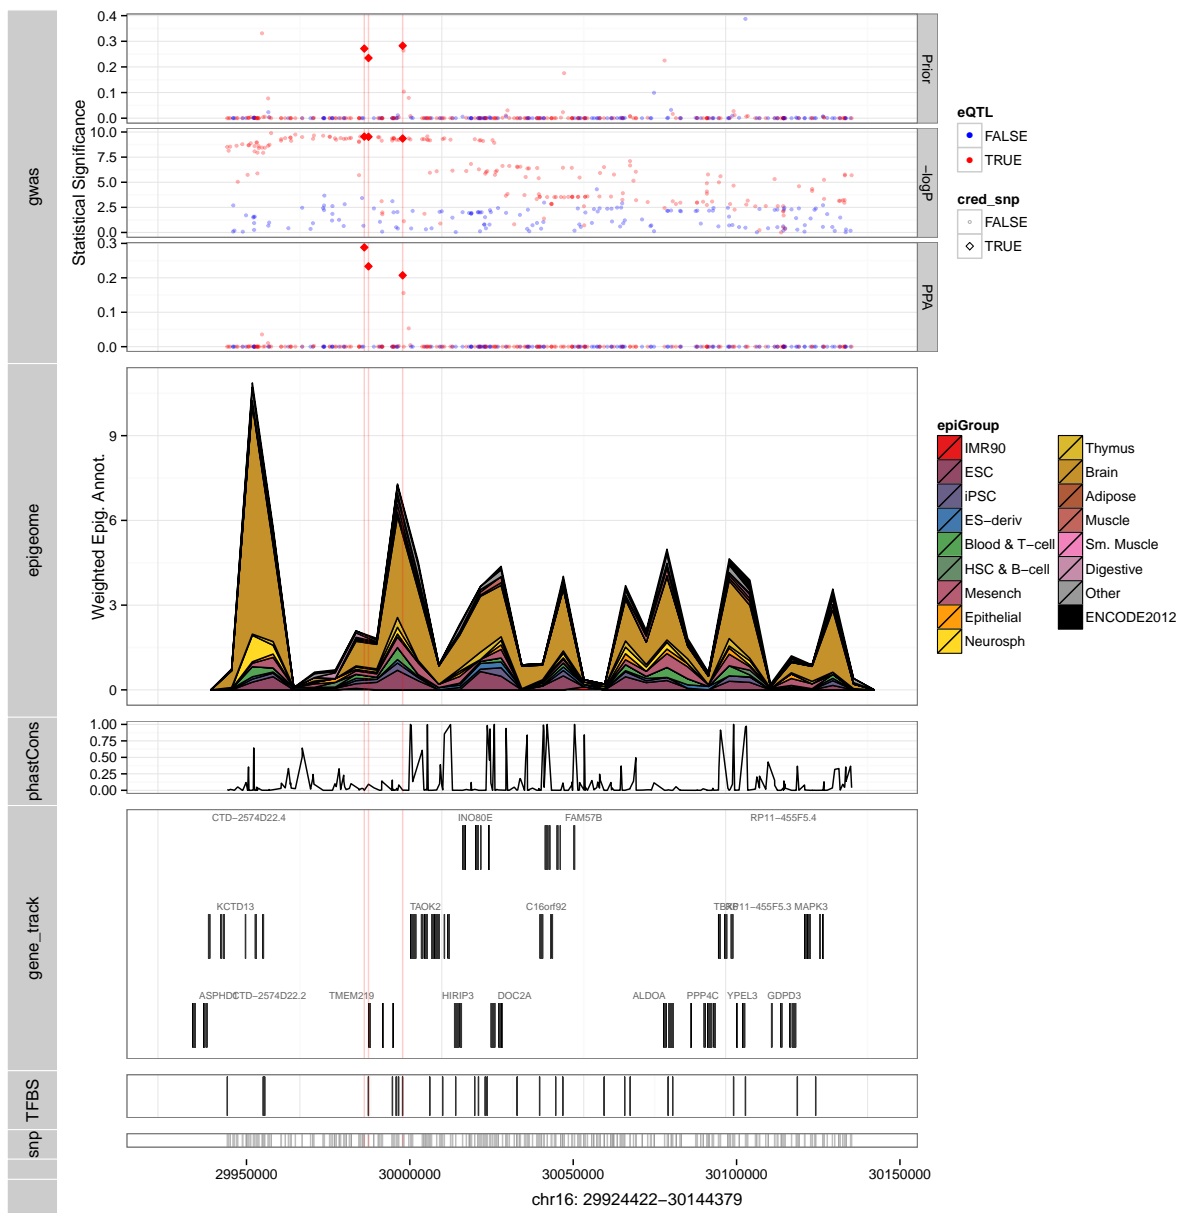 gwas
Statistical Significance
0.4
0.3
0.2
0.1
0.0
Prior
10.0
7.5
5.0
2.5
0.0
−logP
0.3
0.2
0.1
0.0
PPA
eQTL
FALSE
TRUE
cred_snp
FALSE
TRUE
epigeome
Weighted Epig. Annot.
9
6
3
0
epiGroup
IMR90
ESC
iPSC
ES−deriv
Blood & T−cell
HSC & B−cell
Mesench
Epithelial
Neurosph
Thymus
Brain
Adipose
Muscle
Sm. Muscle
Digestive
Other
ENCODE2012
phastCons
1.00
0.75
0.50
0.25
0.00
gene_track
CTD−2574D22.4 INO80E FAM57B RP11−455F5.4
KCTD13 TAOK2 C16orf92 RP11−455F5.3 MAPK3
CTD−2574D22.2 TMEM219 HIRIP3 DOC2A ALDOA PPP4C YPEL3 GDPD3
TFBS
snp
29950000 30000000 30050000 30100000 30150000
chr16: 29924422−30144379